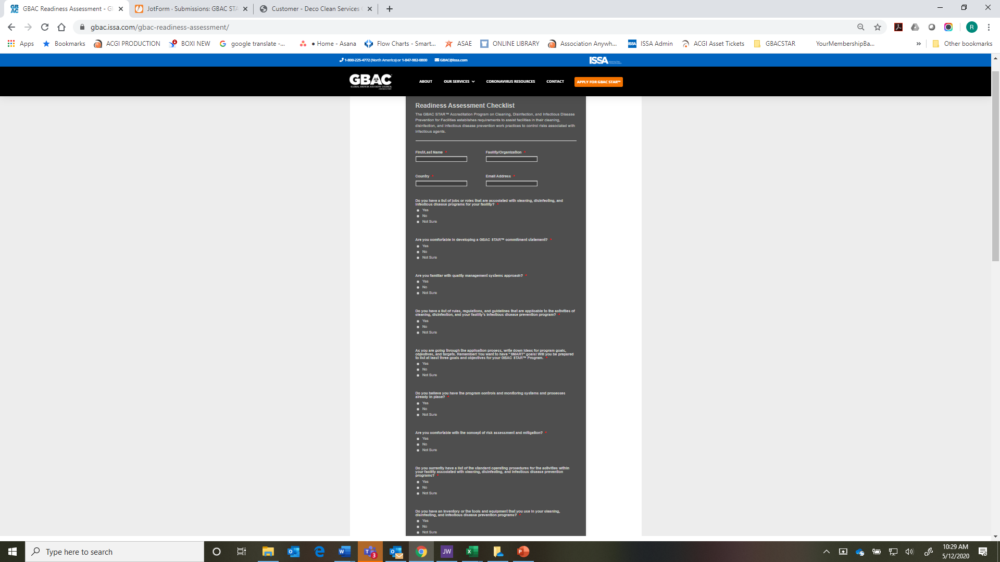 GBAC Readiness Assessment - G
JotForm · Submissions: GBAC STA
Customer - Deco Clean Services
gbac.issa.com/gbac-readiness-assessment/
R
Apps
Bookmarks
ACGI PRODUCTION
BOXI NEW
google translate -...
• Home - Asana
Flow Charts - Smart...
ASAE
ONLINE LIBRARY
Association Anywh...
ISSA Admin
ACGI Asset Tickets
GBACSTAR
YourMembershipBa...
»
Other bookmarks
1-800-225-4772 (North America) or 1-847-982-0800
GBAC@issa.com
ISSA
GBAC
GLOBAL BIORISK ADVISORY COUNCIL
A Division of ISSA
ABOUT
OUR SERVICES
CORONAVIRUS RESOURCES
CONTACT
APPLY FOR GBAC STAR™
Readiness Assessment Checklist
The GBAC STAR™ Accreditation Program on Cleaning, Disinfection, and Infectious Disease
Prevention for Facilities establishes requirements to assist facilities in their cleaning,
disinfection, and infectious disease prevention work practices to control risks associated with
infectious agents.
First/Last Name *
Facility/Organization *
Country *
Email Address *
Do you have a list of jobs or roles that are associated with cleaning, disinfecting, and
infectious disease programs for your facility? *
Yes
No
Not Sure
Are you comfortable in developing a GBAC STAR™ commitment statement? *
Yes
No
Not Sure
Are you familiar with quality management systems approach? *
Yes
No
Not Sure
Do you have a list of rules, regulations, and guidelines that are applicable to the activities of
cleaning, disinfection, and your facility's infectious disease prevention program? *
Yes
No
Not Sure
As you are going through the application process, write down ideas for program goals,
objectives, and targets. Remember! You want to have "SMART" goals! Will you be prepared
to list at least three goals and objectives for your GBAC STAR™ Program. *
Yes
No
Not Sure
Do you believe you have the program controls and monitoring systems and processes
already in place? *
Yes
No
Not Sure
Are you comfortable with the concept of risk assessment and mitigation? *
Yes
No
Not Sure
Do you currently have a list of the standard operating procedures for the activities within
your facility associated with cleaning, disinfecting, and infectious disease prevention
programs? *
Yes
No
Not Sure
Do you have an inventory or the tools and equipment that you use in your cleaning,
disinfecting, and infectious disease prevention programs? *
Yes
No
Not Sure
Type here to search
3
JW
10:29 AM
5/12/2020